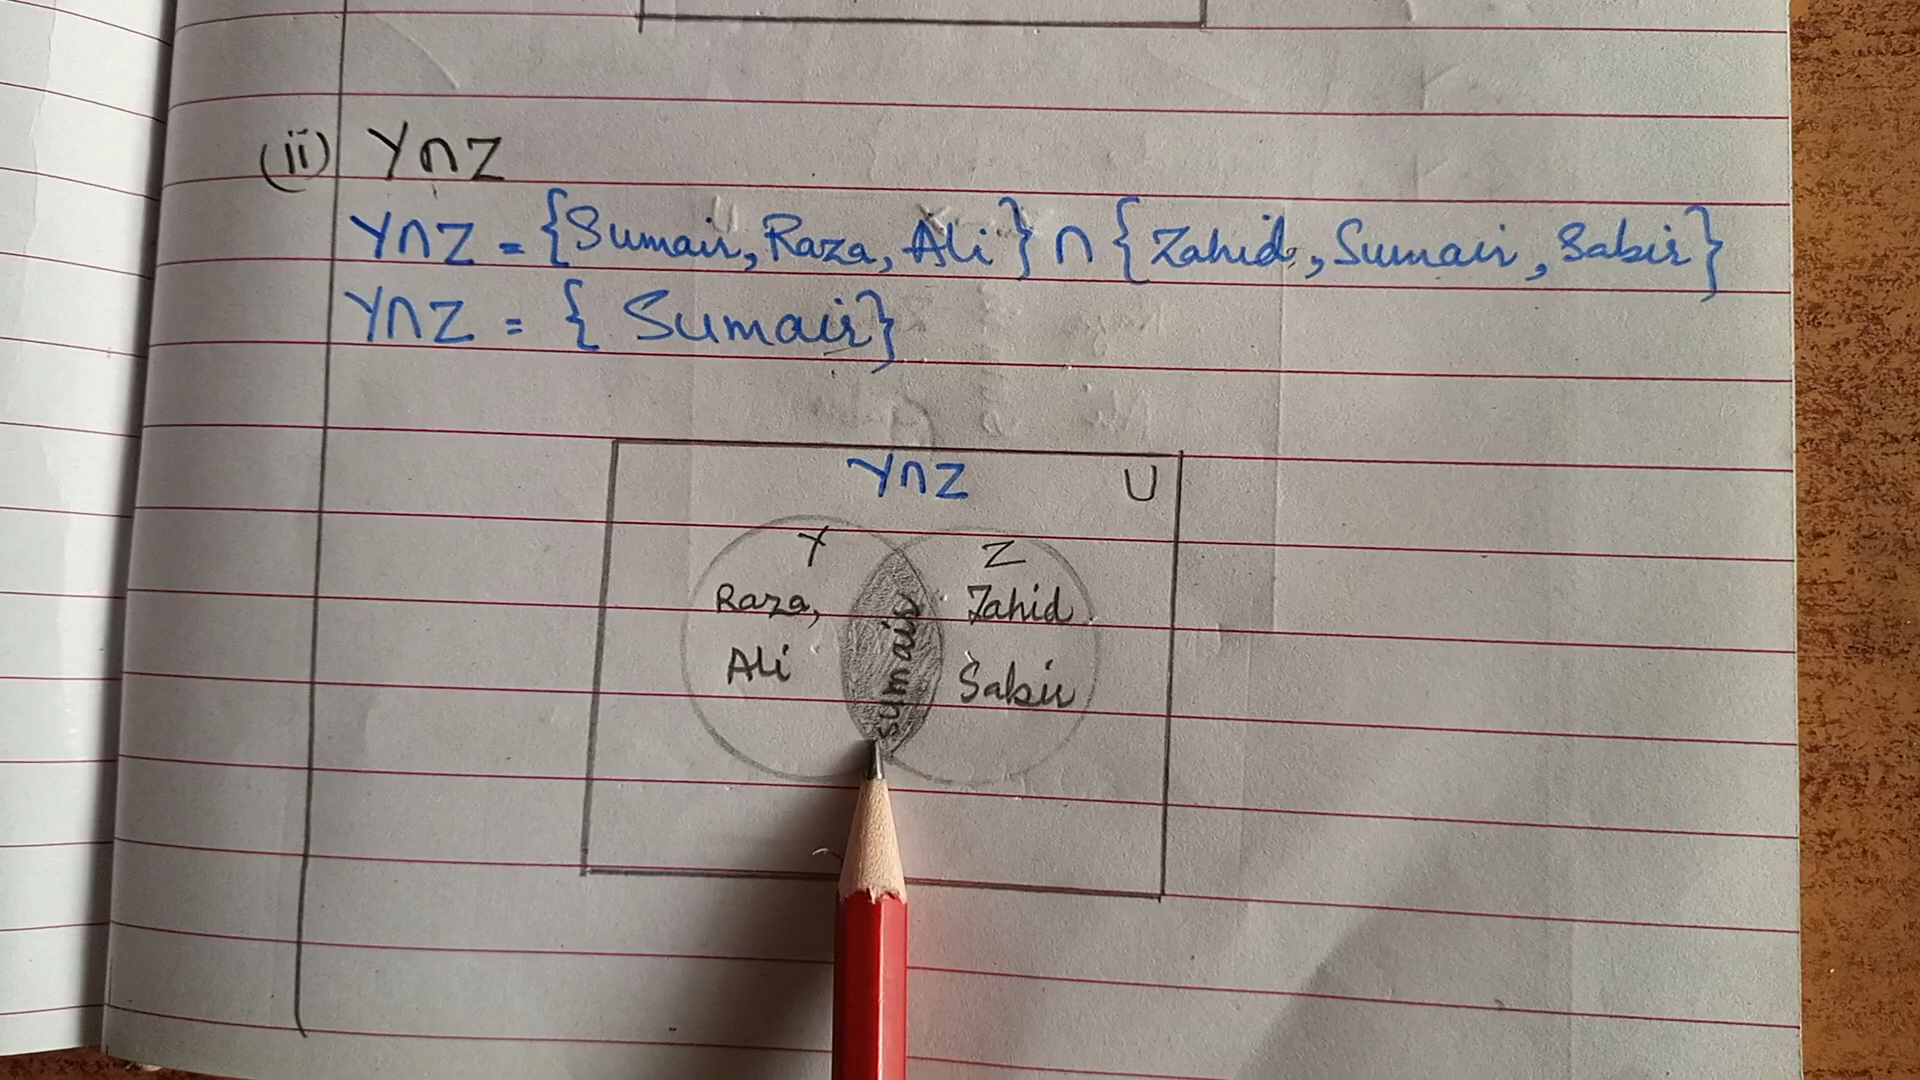 (ii) Y∩Z
Y∩Z = {Sumair, Raza, Ali} ∩ {Zahid, Sumair, Sabir}
Y∩Z = { Sumair}
Y∩Z U
Y Z
Raza, Zahid
Sumair
Ali Sabir